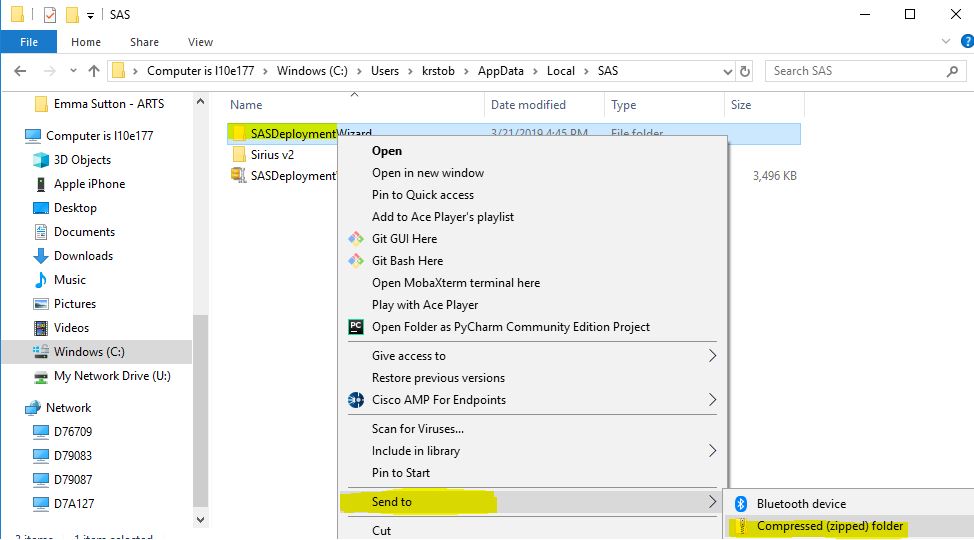 SAS
File Home Share View
Computer is l10e177 > Windows (C:) > Users > krstob > AppData > Local > SAS
Search SAS
Name Date modified Type Size
Emma Sutton - ARTS
Computer is l10e177
3D Objects
Apple iPhone
Desktop
Documents
Downloads
Music
Pictures
Videos
Windows (C:)
My Network Drive (U:)
Network
D76709
D79083
D79087
D7A127
SASDeploymentWizard 3/21/2019 4:45 PM File folder
Sirius v2
SASDeployment 3,496 KB
Open
Open in new window
Pin to Quick access
Add to Ace Player's playlist
Git GUI Here
Git Bash Here
Open MobaXterm terminal here
Play with Ace Player
PC Open Folder as PyCharm Community Edition Project
Give access to
Restore previous versions
Cisco AMP For Endpoints
Scan for Viruses...
Include in library
Pin to Start
Send to
Cut
Bluetooth device
Compressed (zipped) folder